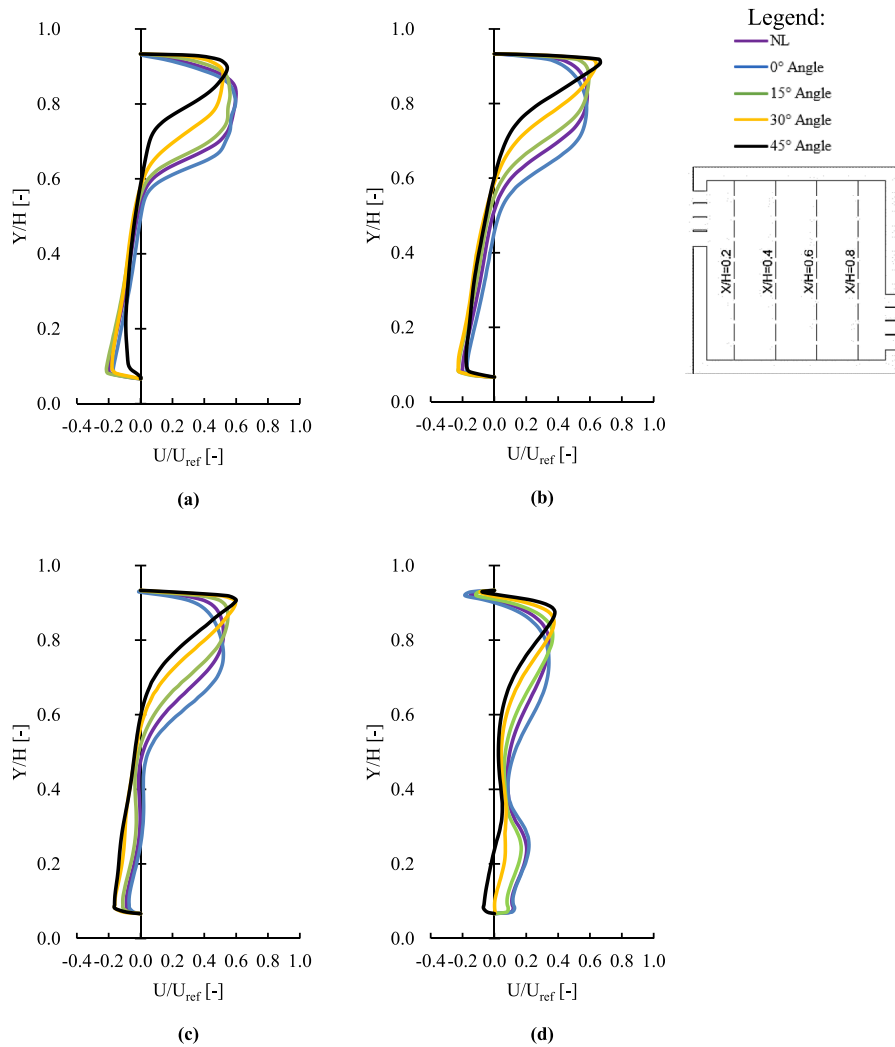 Legend:
NL
0° Angle
15° Angle
30° Angle
45° Angle
X/H=0.2
X/H=0.4
X/H=0.6
X/H=0.8
1.0
0.8
0.6
0.4
0.2
0.0
Y/H [-]
-0.4 -0.2 0.0 0.2 0.4 0.6 0.8 1.0
U/Uref [-]
(a)
1.0
0.8
0.6
0.4
0.2
0.0
Y/H [-]
-0.4 -0.2 0.0 0.2 0.4 0.6 0.8 1.0
U/Uref [-]
(b)
1.0
0.8
0.6
0.4
0.2
0.0
Y/H [-]
-0.4 -0.2 0.0 0.2 0.4 0.6 0.8 1.0
U/Uref [-]
(c)
1.0
0.8
0.6
0.4
0.2
0.0
Y/H [-]
-0.4 -0.2 0.0 0.2 0.4 0.6 0.8 1.0
U/Uref [-]
(d)